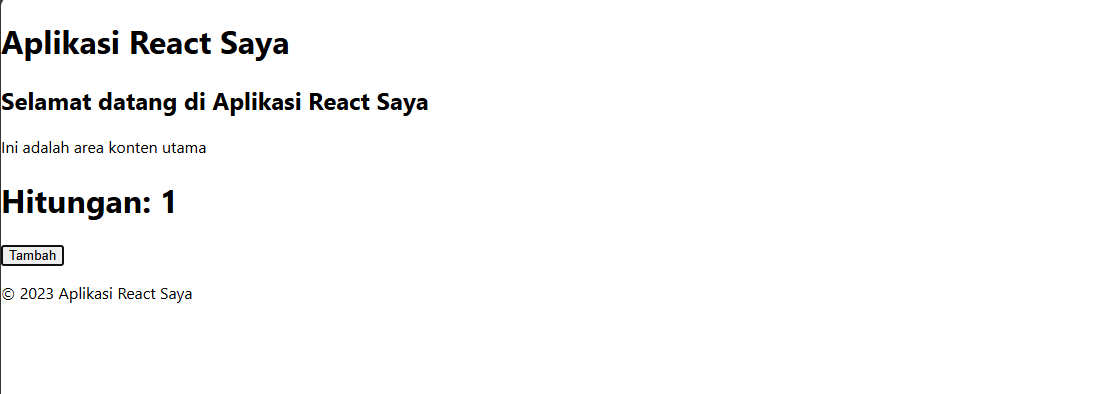 Aplikasi React Saya
Selamat datang di Aplikasi React Saya
Ini adalah area konten utama
Hitungan: 1
Tambah
© 2023 Aplikasi React Saya